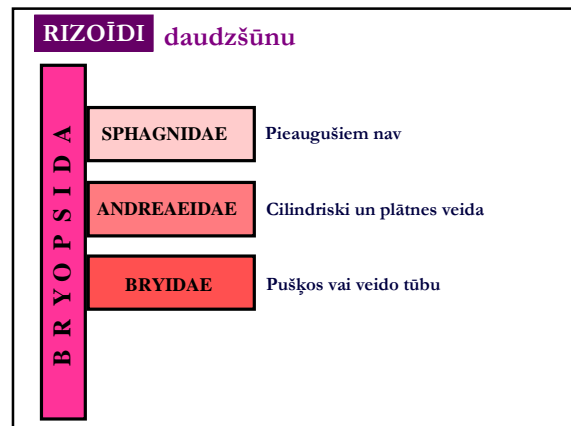 RIZOĪDI daudzšūnu
BRYOPSIDA
SPHAGNIDAE Pieaugušiem nav
ANDREAEIDAE Cilindriski un plātnes veida
BRYIDAE Pušķos vai veido tūbu